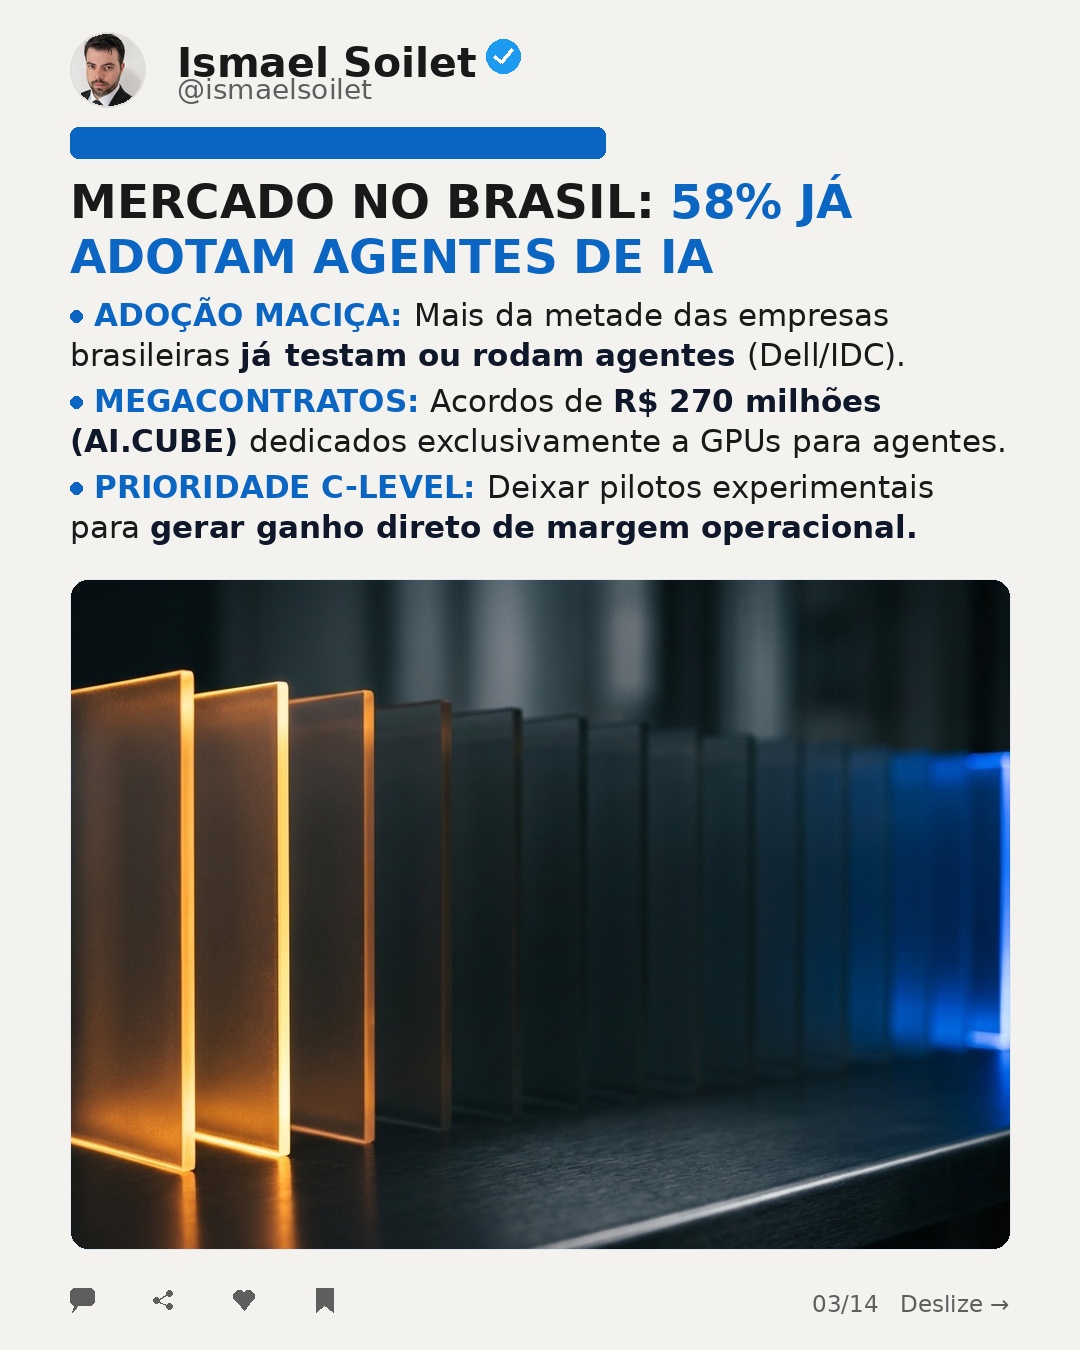 Ismael Soilet
@ismaelsoilet
MERCADO NO BRASIL: 58% JÁ
ADOTAM AGENTES DE IA
• ADOÇÃO MACIÇA: Mais da metade das empresas
brasileiras já testam ou rodam agentes (Dell/IDC).
• MEGACONTRATOS: Acordos de R$ 270 milhões
(AI.CUBE) dedicados exclusivamente a GPUs para agentes.
• PRIORIDADE C-LEVEL: Deixar pilotos experimentais
para gerar ganho direto de margem operacional.
03/14 Deslize →